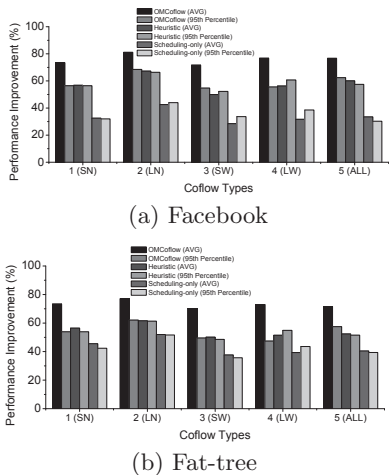 OMCoflow (AVG)
OMCoflow (95th Percentile)
Heuristic (AVG)
Heuristic (95th Percentile)
Scheduling-only (AVG)
Scheduling-only (95th Percentile)
Performance Improvement (%)
100
80
60
40
20
0
1 (SN) 2 (LN) 3 (SW) 4 (LW) 5 (ALL)
Coflow Types
(a) Facebook
OMCoflow (AVG)
OMCoflow (95th Percentile)
Heuristic (AVG)
Heuristic (95th Percentile)
Scheduling-only (AVG)
Scheduling-only (95th Percentile)
Performance Improvement (%)
100
80
60
40
20
0
1 (SN) 2 (LN) 3 (SW) 4 (LW) 5 (ALL)
Coflow Types
(b) Fat-tree